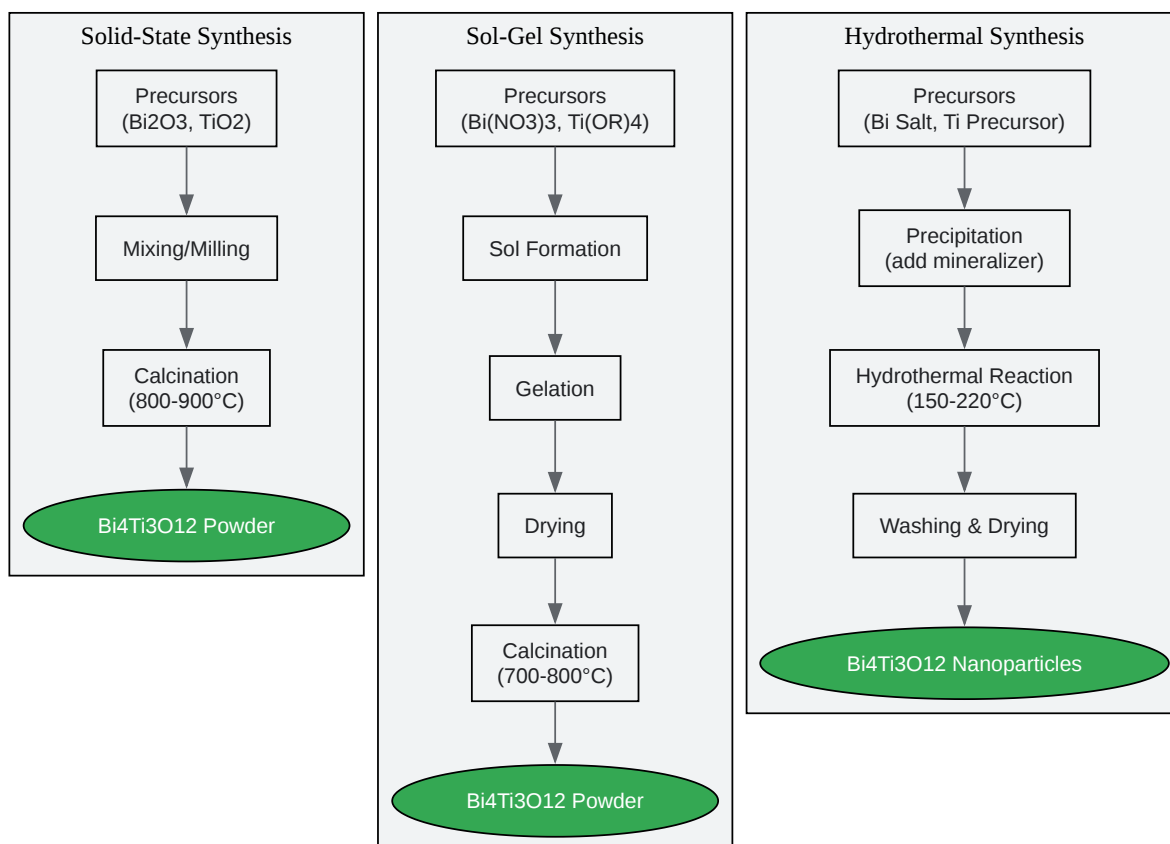 Solid-State Synthesis
Precursors
(Bi2O3, TiO2)
Mixing/Milling
Calcination
(800-900°C)
Bi4Ti3O12 Powder
Sol-Gel Synthesis
Precursors
(Bi(NO3)3, Ti(OR)4)
Sol Formation
Gelation
Drying
Calcination
(700-800°C)
Bi4Ti3O12 Powder
Hydrothermal Synthesis
Precursors
(Bi Salt, Ti Precursor)
Precipitation
(add mineralizer)
Hydrothermal Reaction
(150-220°C)
Washing & Drying
Bi4Ti3O12 Nanoparticles